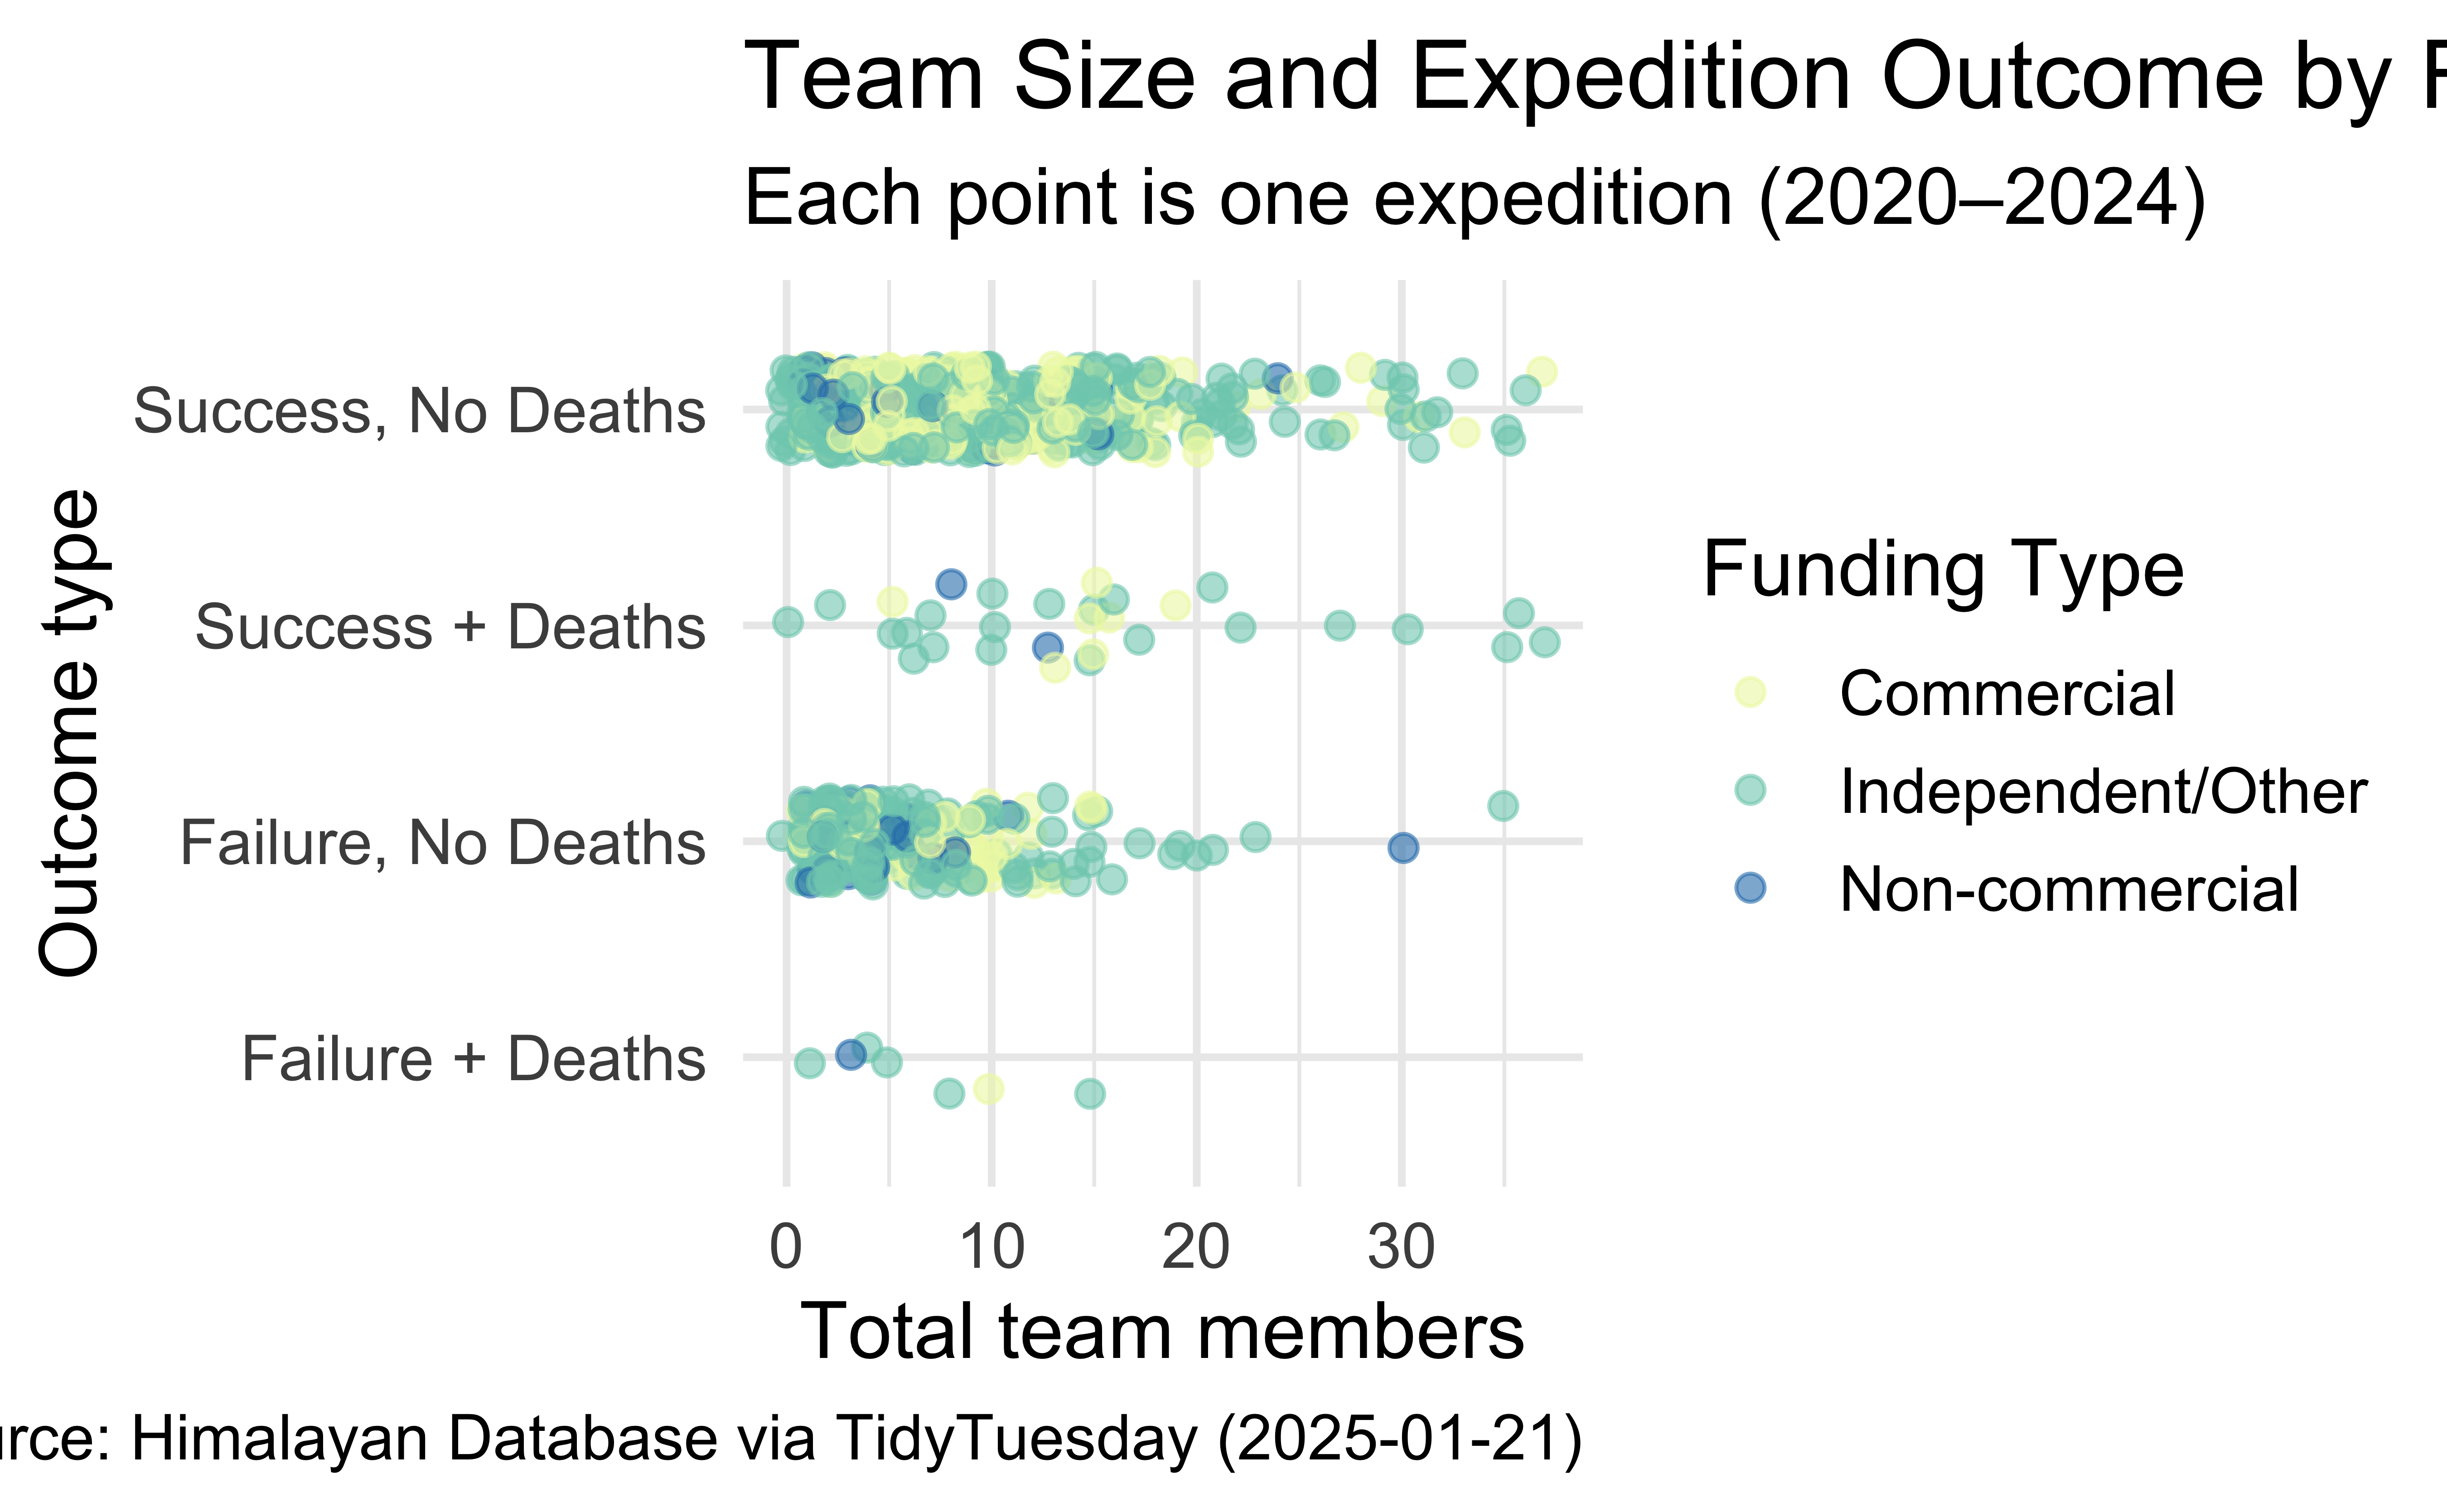 Team Size and Expedition Outcome by
Each point is one expedition (2020–2024)
Outcome type
Success, No Deaths
Success + Deaths
Failure, No Deaths
Failure + Deaths
0 10 20 30
Total team members
Funding Type
Commercial
Independent/Other
Non-commercial
rce: Himalayan Database via TidyTuesday (2025-01-21)